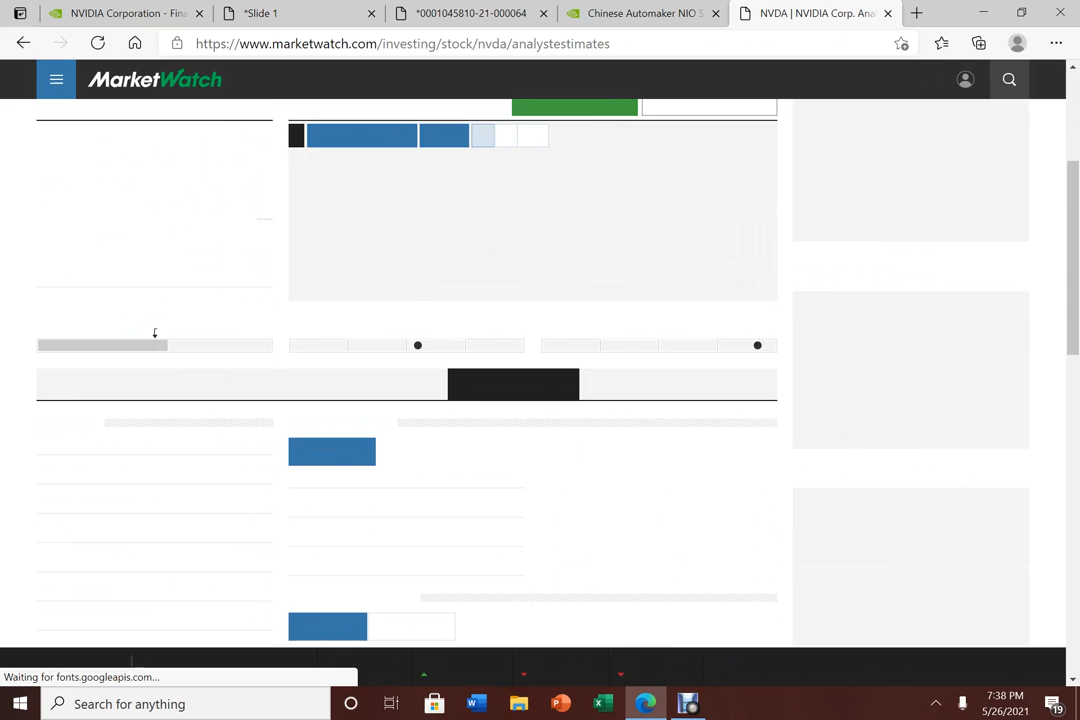 NVIDIA Corporation - Fina
*Slide 1
*0001045810-21-000064
Chinese Automaker NIO S
NVDA | NVIDIA Corp. Ana
https://www.marketwatch.com/investing/stock/nvda/analystestimates
MarketWatch
Waiting for fonts.googleapis.com...
Search for anything
7:38 PM
5/26/2021
19